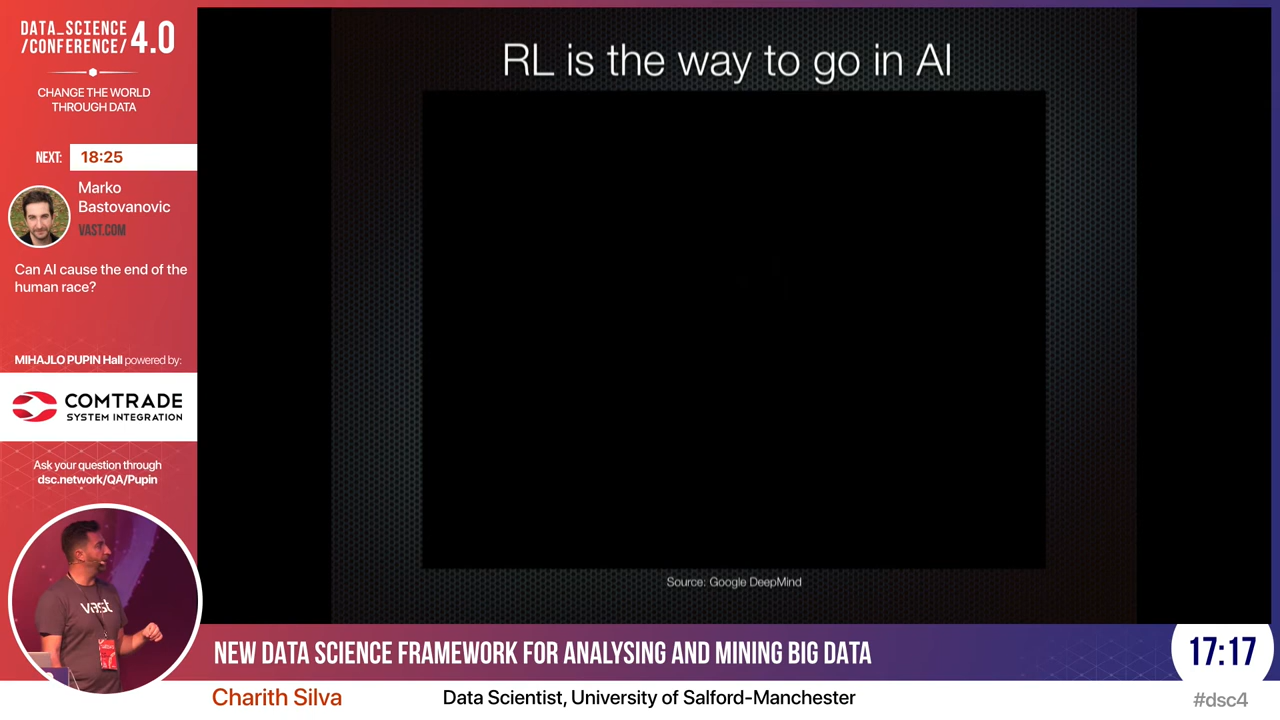 DATA_SCIENCE
/CONFERENCE/ 4.0
CHANGE THE WORLD
THROUGH DATA
NEXT: 18:25
Marko
Bastovanovic
VAST.COM
Can AI cause the end of the
human race?
MIHAJLO PUPIN Hall powered by:
COMTRADE
SYSTEM INTEGRATION
Ask your question through
dsc.network/QA/Pupin
vast
RL is the way to go in AI
Source: Google DeepMind
NEW DATA SCIENCE FRAMEWORK FOR ANALYSING AND MINING BIG DATA
17:17
Charith Silva
Data Scientist, University of Salford-Manchester
#dsc4